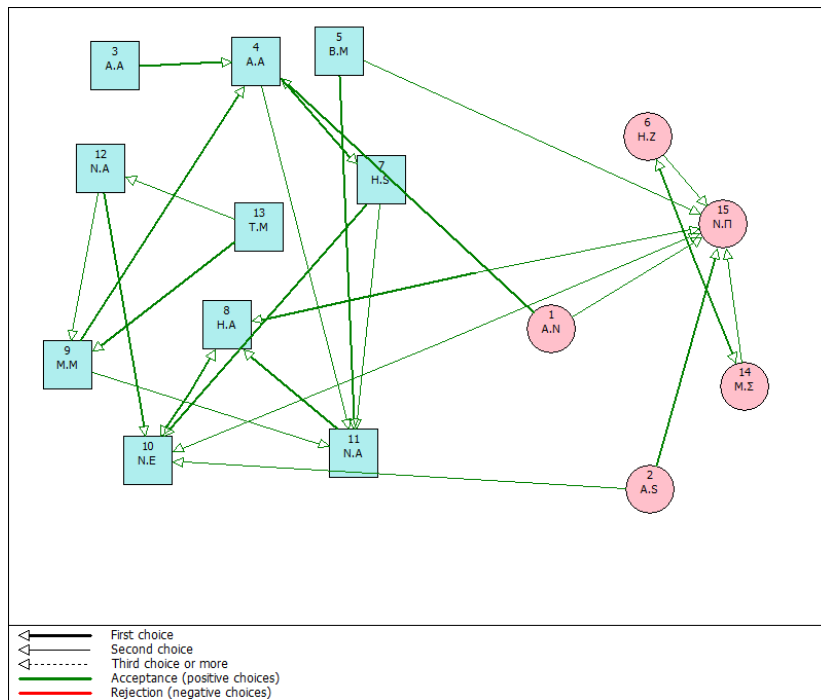 5
B.M
4
A.A
3
A.A
6
H.Z
12
N.A
7
H.S
13
T.M
15
N.Π
8
H.A
1
A.N
9
M.M
14
M.Σ
10
N.E
11
N.A
2
A.S
First choice
Second choice
Third choice or more
Acceptance (positive choices)
Rejection (negative choices)